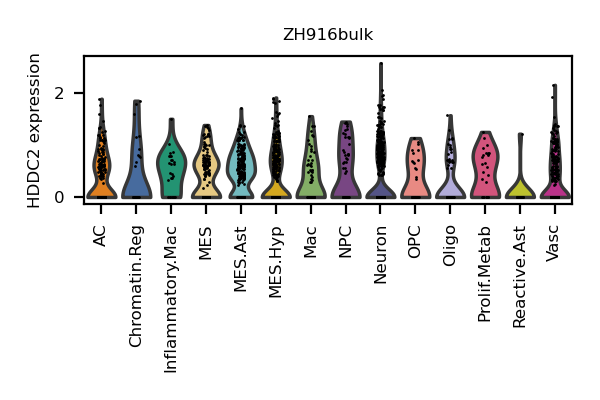 ZH916bulk
HDDC2 expression
2
0
AC
Chromatin.Reg
Inflammatory.Mac
MES
MES.Ast
MES.Hyp
Mac
NPC
Neuron
OPC
Oligo
Prolif.Metab
Reactive.Ast
Vasc